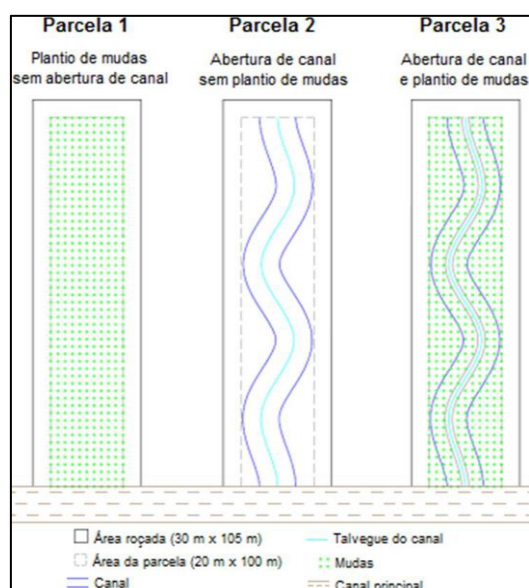 Parcela 1
Plantio de mudas
sem abertura de canal
Parcela 2
Abertura de canal
sem plantio de mudas
Parcela 3
Abertura de canal
e plantio de mudas
Área roçada (30 m x 105 m)
Área da parcela (20 m x 100 m)
Canal
Talvegue do canal
Mudas
Canal principal